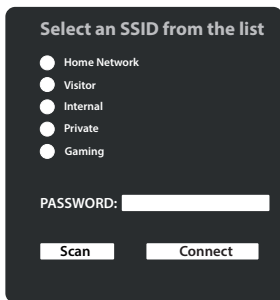 Select an SSID from the list
Home Network
Visitor
Internal
Private
Gaming
PASSWORD:
Scan
Connect